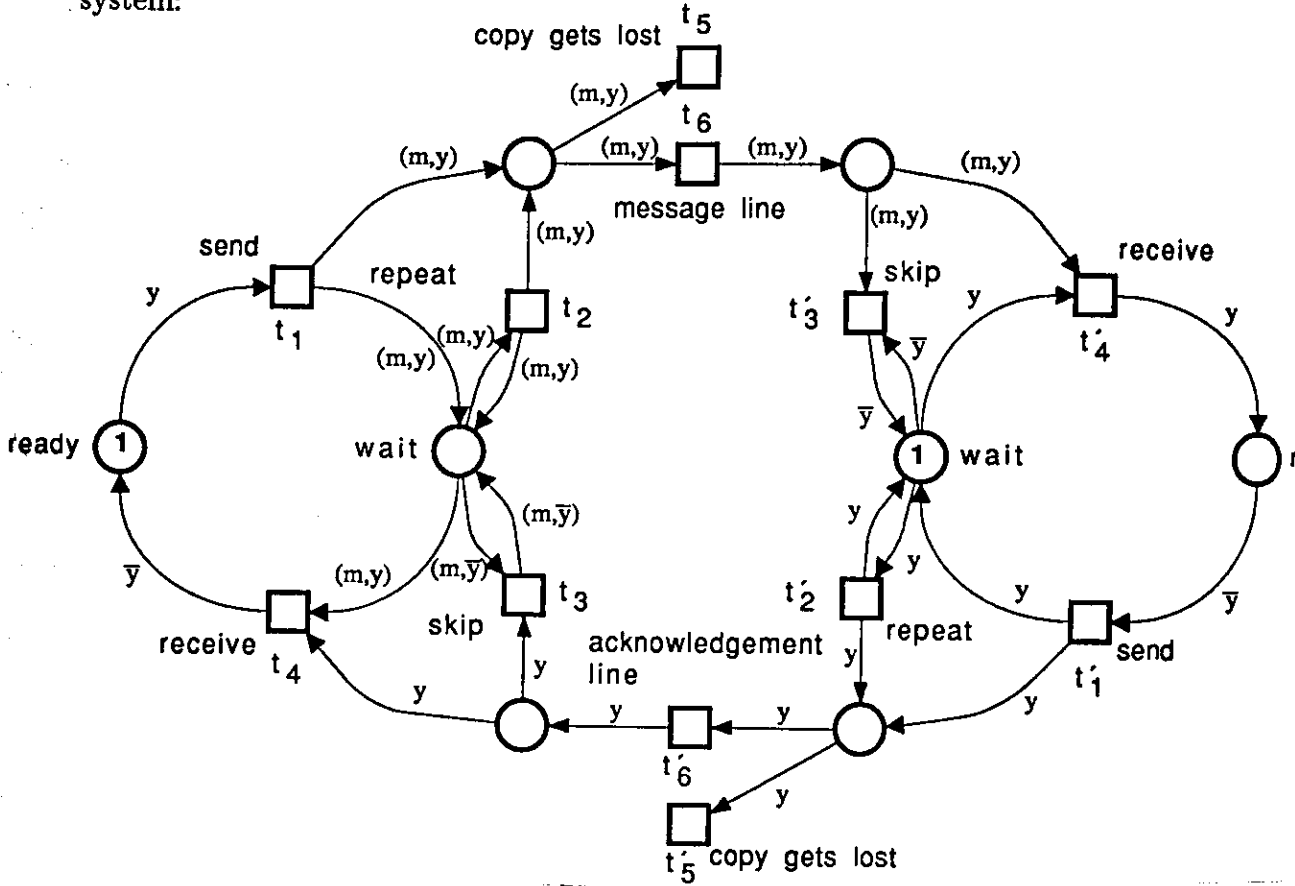 system:
t5
copy gets lost
(m,y)
t6
(m,y)
(m,y)
(m,y)
(m,y)
message line
(m,y)
(m,y)
send
repeat
skip
receive
y
t1
t2
t´3
y
t´4
y
(m,y)
(m,y)
(m,y)
y̅
y̅
ready
1
wait
1
wait
r
(m,y̅)
y
y̅
(m,y)
(m,y̅)
y
y
y̅
receive
t4
skip
t3
t´2
repeat
send
t´1
acknowledgement
line
y
y
y
y
y
y
t´6
y
t´5
copy gets lost